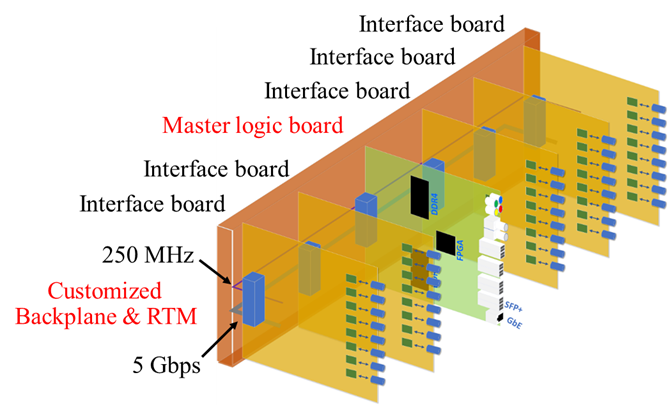 Interface board
Interface board
Interface board
Master logic board
Interface board
Interface board
250 MHz
Customized
Backplane & RTM
5 Gbps
DDR4
FPGA
SFP+
GbE